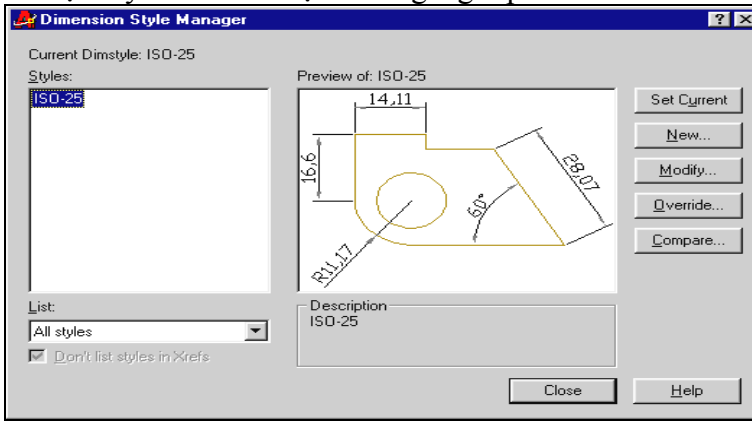 Dimension Style Manager
Current Dimstyle: ISO-25
Styles:
ISO-25
Preview of: ISO-25
14,11
16,6
28,07
60°
R11,17
Set Current
New...
Modify...
Override...
Compare...
List:
All styles
Don't list styles in Xrefs
Description
ISO-25
Close
Help